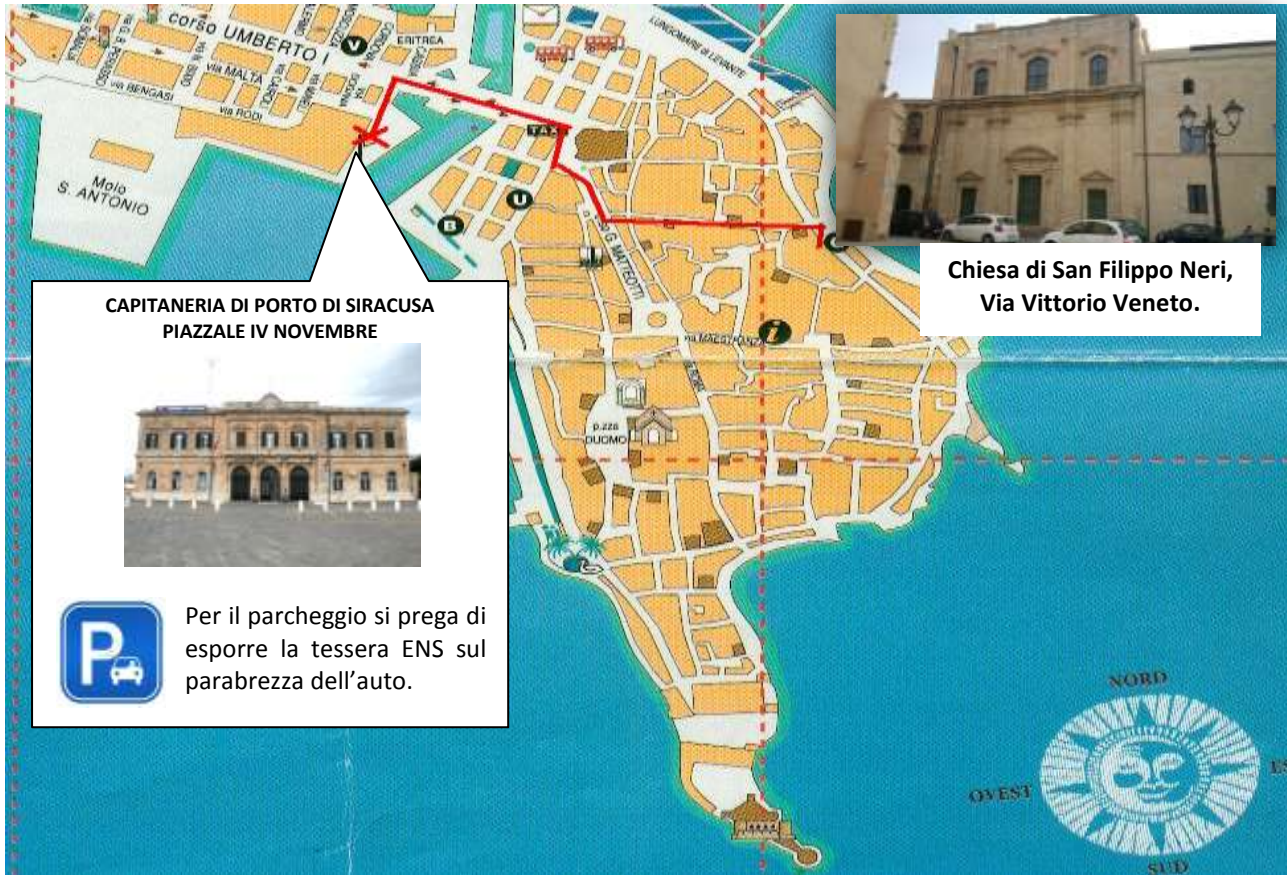 corso UMBERTO I
ERITREA
LUNGOMARE di LEVANTE
via MALTA
via BENGASI
via RODI
Molo
S. ANTONIO
TAXI
B
U
G. MATTEOTTI
via MAESTRANZA
i
p.zza
DUOMO
Chiesa di San Filippo Neri,
Via Vittorio Veneto.
CAPITANERIA DI PORTO DI SIRACUSA
PIAZZALE IV NOVEMBRE
P
Per il parcheggio si prega di
esporre la tessera ENS sul
parabrezza dell’auto.
NORD
OVEST
ES
SUD